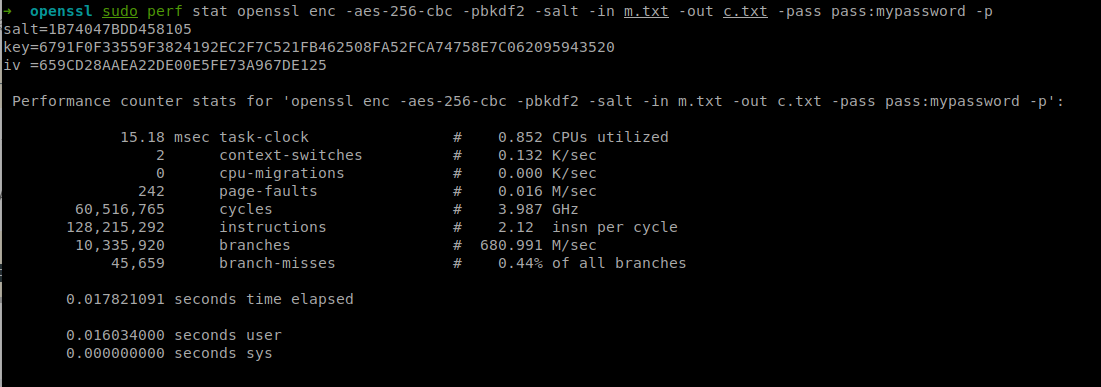 → openssl sudo perf stat openssl enc -aes-256-cbc -pbkdf2 -salt -in m.txt -out c.txt -pass pass:mypassword -p
salt=1B74047BDD458105
key=6791F0F33559F3824192EC2F7C521FB462508FA52FCA74758E7C062095943520
iv =659CD28AAEA22DE00E5FE73A967DE125
Performance counter stats for 'openssl enc -aes-256-cbc -pbkdf2 -salt -in m.txt -out c.txt -pass pass:mypassword -p':
15.18 msec task-clock # 0.852 CPUs utilized
2 context-switches # 0.132 K/sec
0 cpu-migrations # 0.000 K/sec
242 page-faults # 0.016 M/sec
60,516,765 cycles # 3.987 GHz
128,215,292 instructions # 2.12 insn per cycle
10,335,920 branches # 680.991 M/sec
45,659 branch-misses # 0.44% of all branches
0.017821091 seconds time elapsed
0.016034000 seconds user
0.000000000 seconds sys